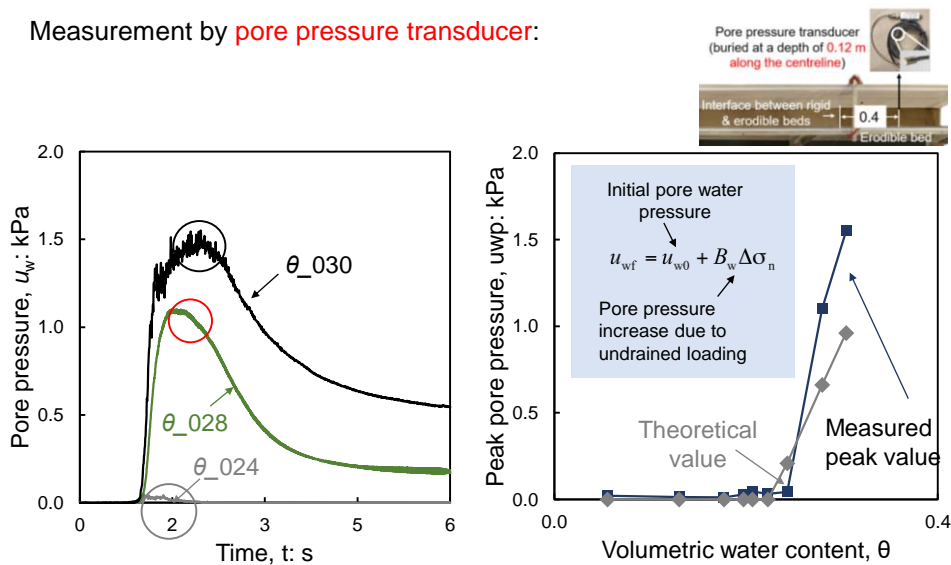 Measurement by pore pressure transducer:
Pore pressure transducer
(buried at a depth of 0.12 m
along the centreline)
Interface between rigid
& erodible beds
0.4
Erodible bed
Pore pressure, uw: kPa
2.0
1.5
1.0
0.5
0.0
θ_030
θ_028
θ_024
0
2
3
5
6
Time, t: s
Peak pore pressure, uwp: kPa
2.0
1.5
1.0
0.5
0.0
Initial pore water
pressure
uwf = uw0 + BwΔσn
Pore pressure
increase due to
undrained loading
Theoretical
value
Measured
peak value
0.0
0.4
Volumetric water content, θ